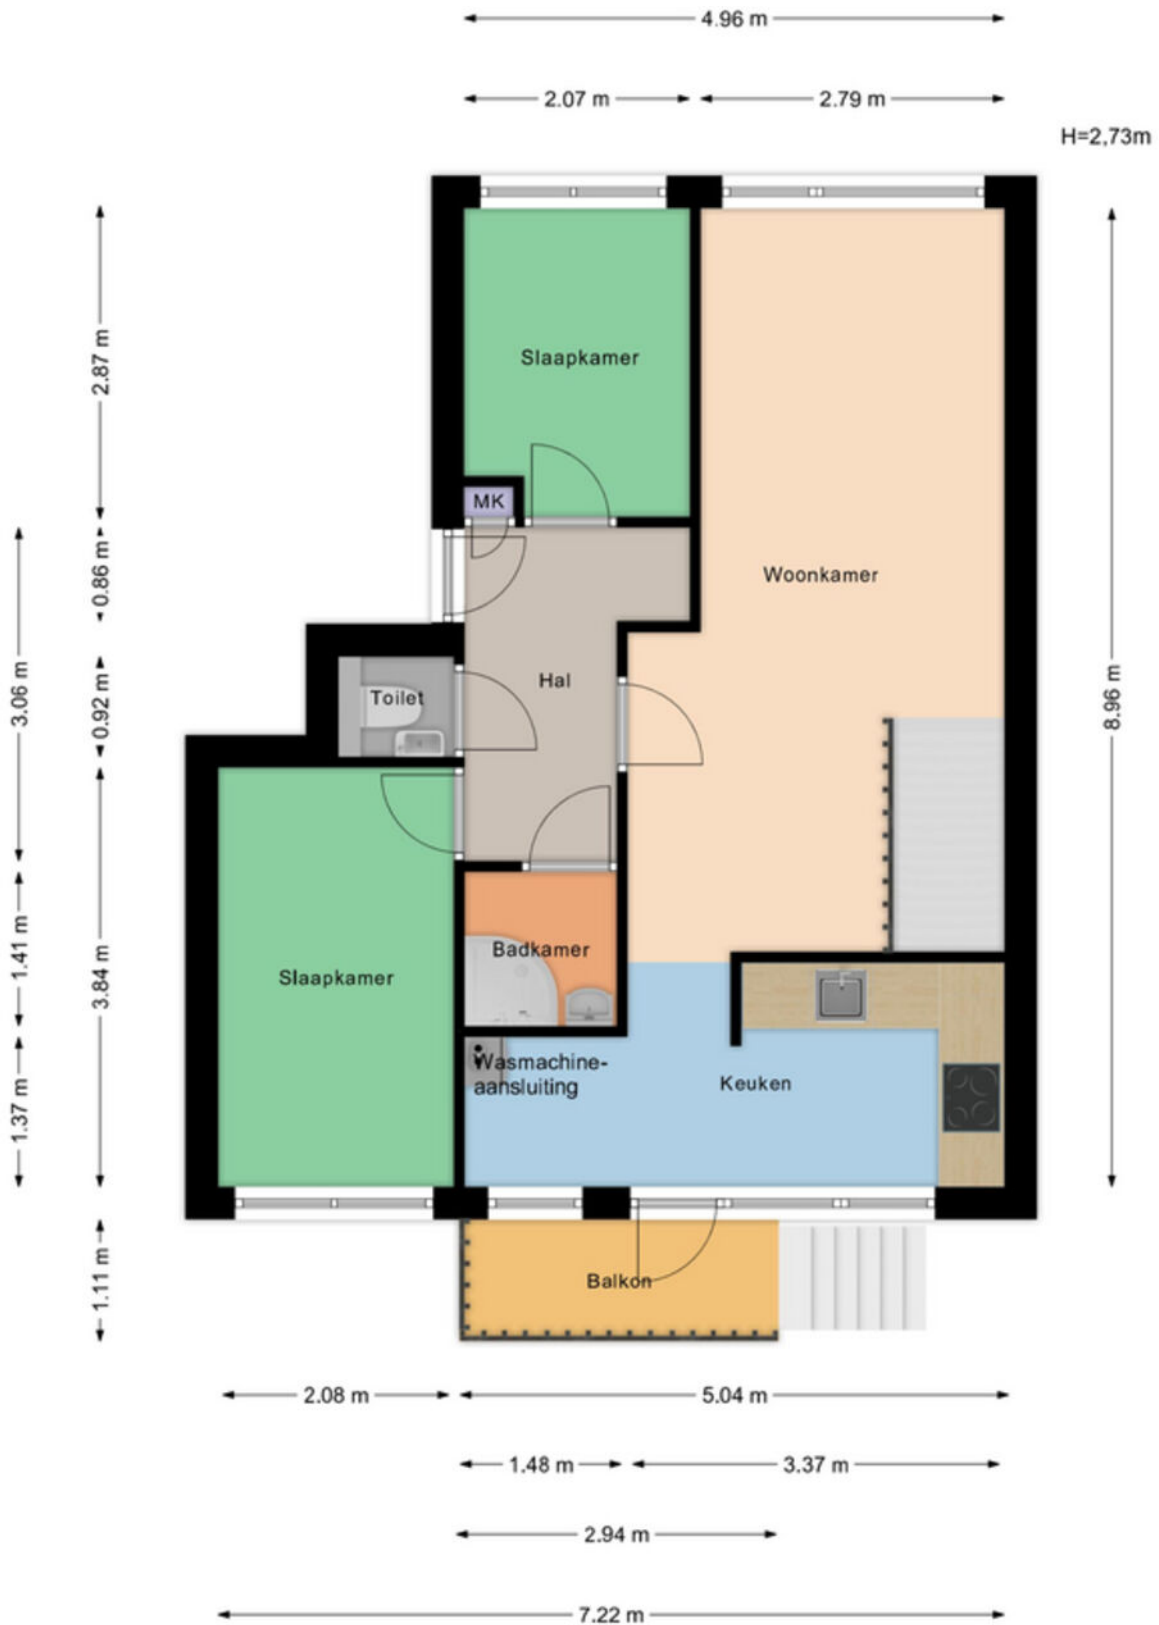 4.96 m
2.07 m
2.79 m
H=2,73m
2.87 m
Slaapkamer
MK
0.86 m
Woonkamer
3.06 m
0.92 m
Toilet
Hal
8.96 m
1.41 m
3.84 m
Slaapkamer
Badkamer
1.37 m
Wasmachine-
aansluiting
Keuken
1.11 m
Balkon
2.08 m
5.04 m
1.48 m
3.37 m
2.94 m
7.22 m